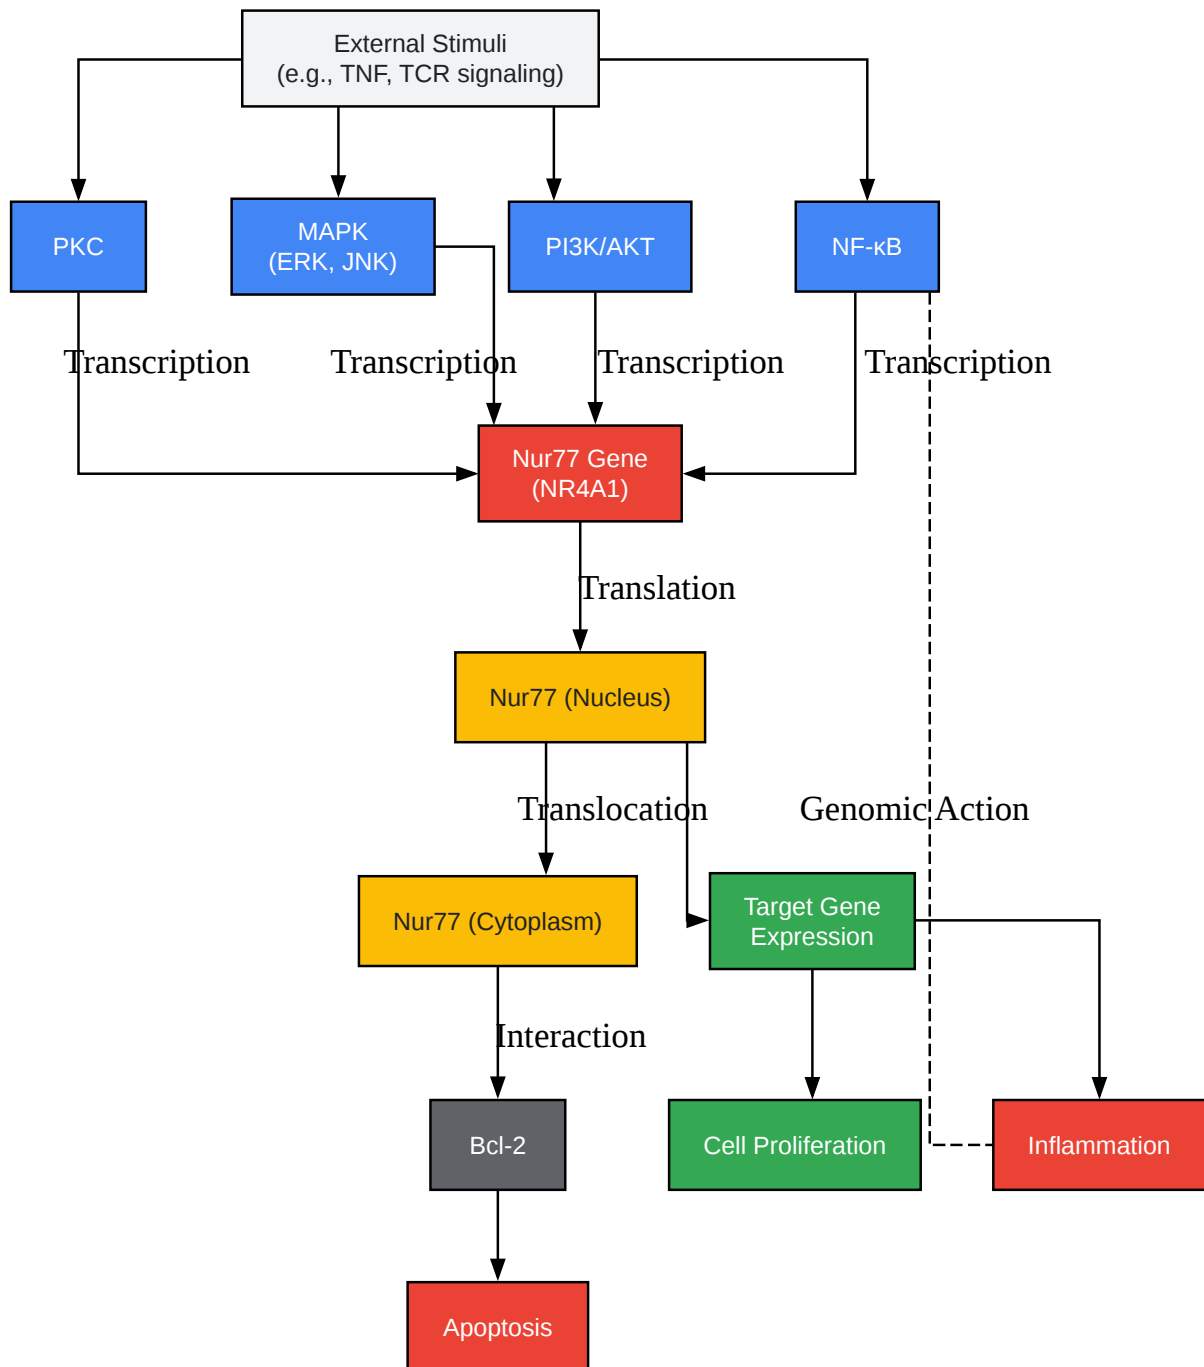 External Stimuli
(e.g., TNF, TCR signaling)
PKC
MAPK
(ERK, JNK)
PI3K/AKT
NF-κB
Transcription
Transcription
Transcription
Transcription
Nur77 Gene
(NR4A1)
Translation
Nur77 (Nucleus)
Translocation
Genomic Action
Nur77 (Cytoplasm)
Target Gene
Expression
Interaction
Bcl-2
Cell Proliferation
Inflammation
Apoptosis